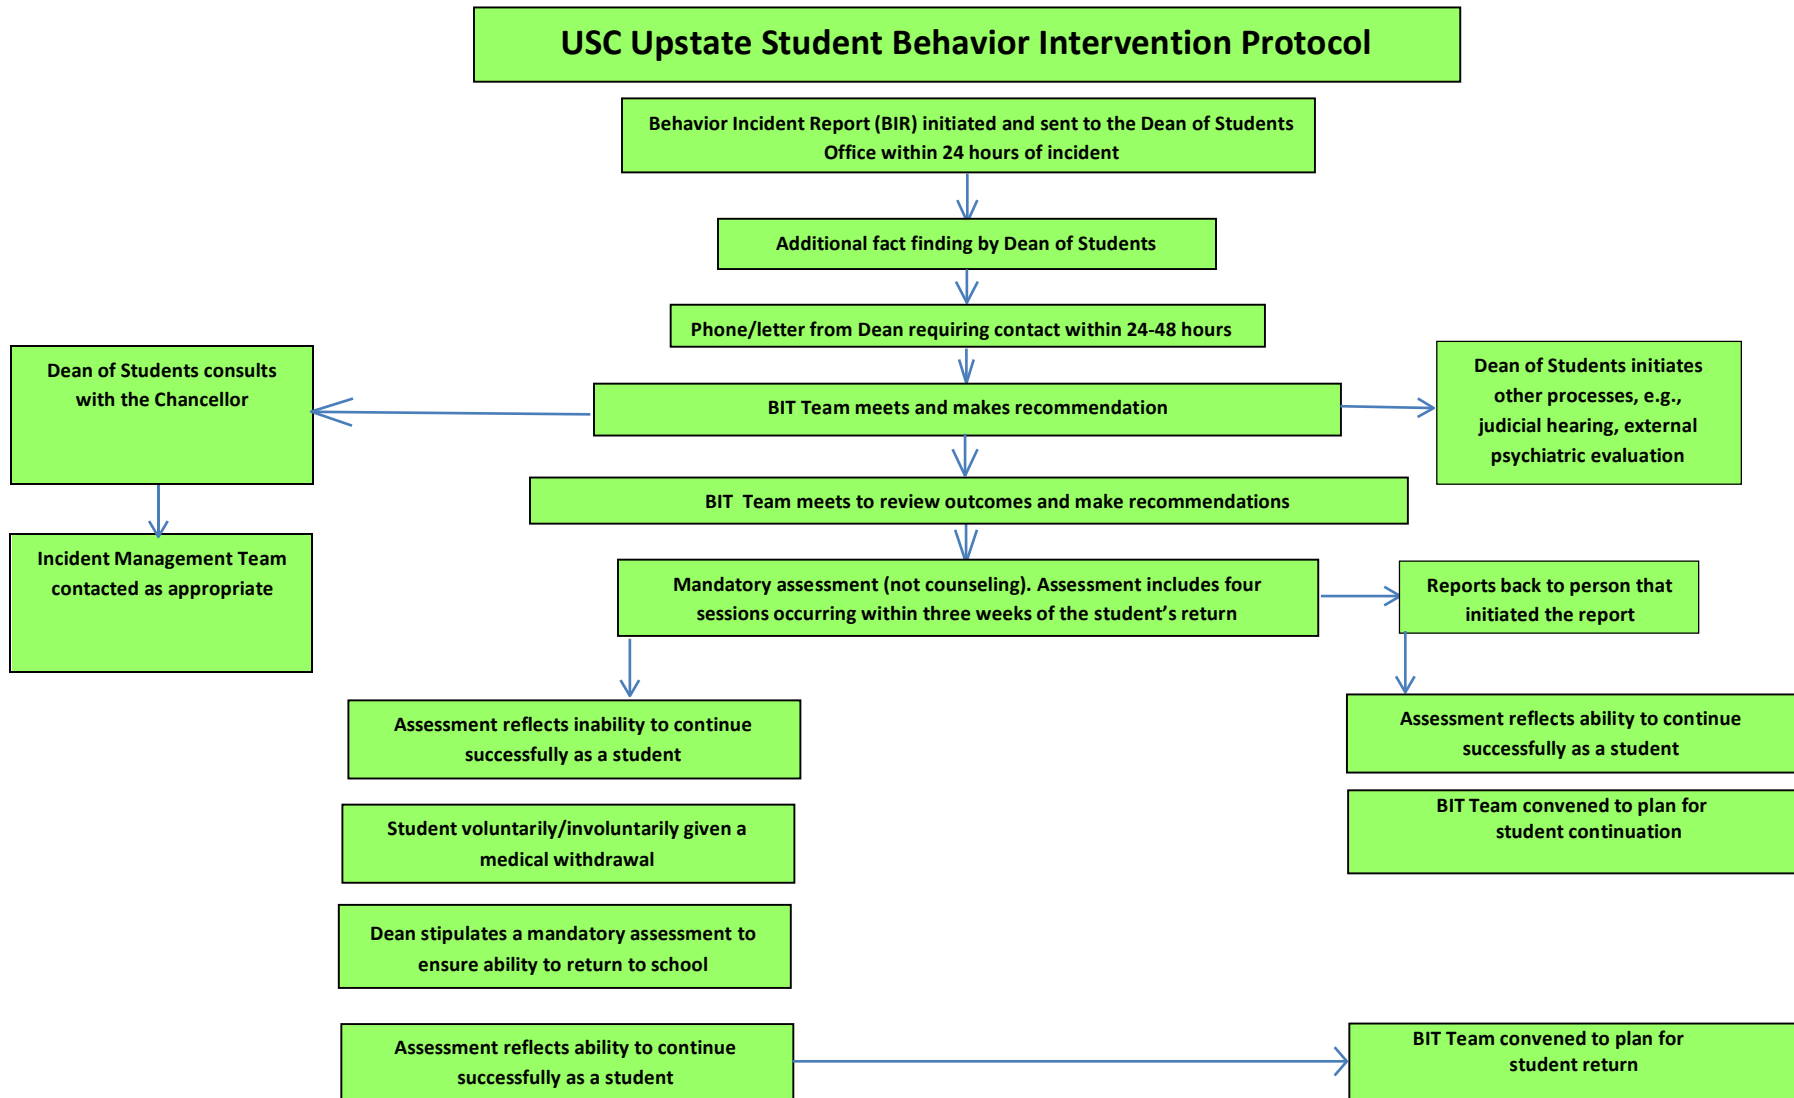 USC Upstate Student Behavior Intervention Protocol
Behavior Incident Report (BIR) initiated and sent to the Dean of Students
Office within 24 hours of incident
Additional fact finding by Dean of Students
Phone/letter from Dean requiring contact within 24-48 hours
Dean of Students consults
with the Chancellor
BIT Team meets and makes recommendation
Dean of Students initiates
other processes, e.g.,
judicial hearing, external
psychiatric evaluation
BIT Team meets to review outcomes and make recommendations
Incident Management Team
contacted as appropriate
Mandatory assessment (not counseling). Assessment includes four
sessions occurring within three weeks of the student’s return
Reports back to person that
initiated the report
Assessment reflects inability to continue
successfully as a student
Assessment reflects ability to continue
successfully as a student
Student voluntarily/involuntarily given a
medical withdrawal
BIT Team convened to plan for
student continuation
Dean stipulates a mandatory assessment to
ensure ability to return to school
Assessment reflects ability to continue
successfully as a student
BIT Team convened to plan for
student return